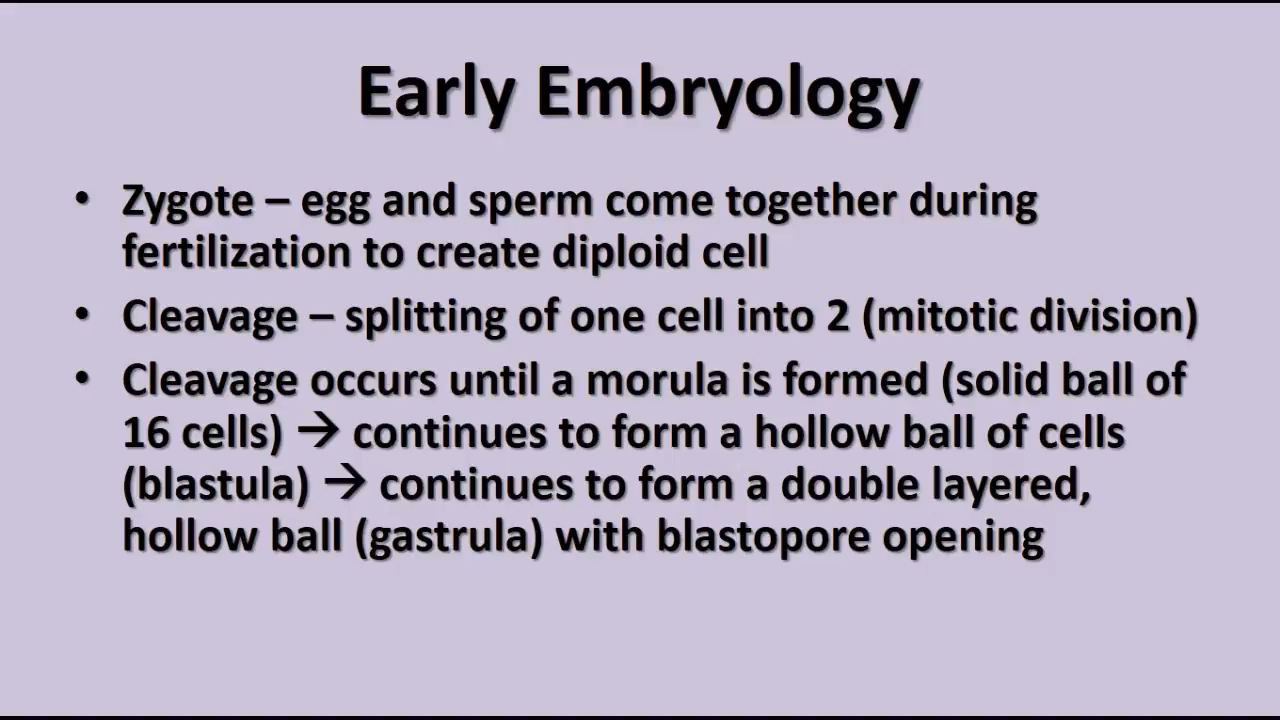 Early Embryology
• Zygote – egg and sperm come together during
fertilization to create diploid cell
• Cleavage – splitting of one cell into 2 (mitotic division)
• Cleavage occurs until a morula is formed (solid ball of
16 cells) → continues to form a hollow ball of cells
(blastula) → continues to form a double layered,
hollow ball (gastrula) with blastopore opening